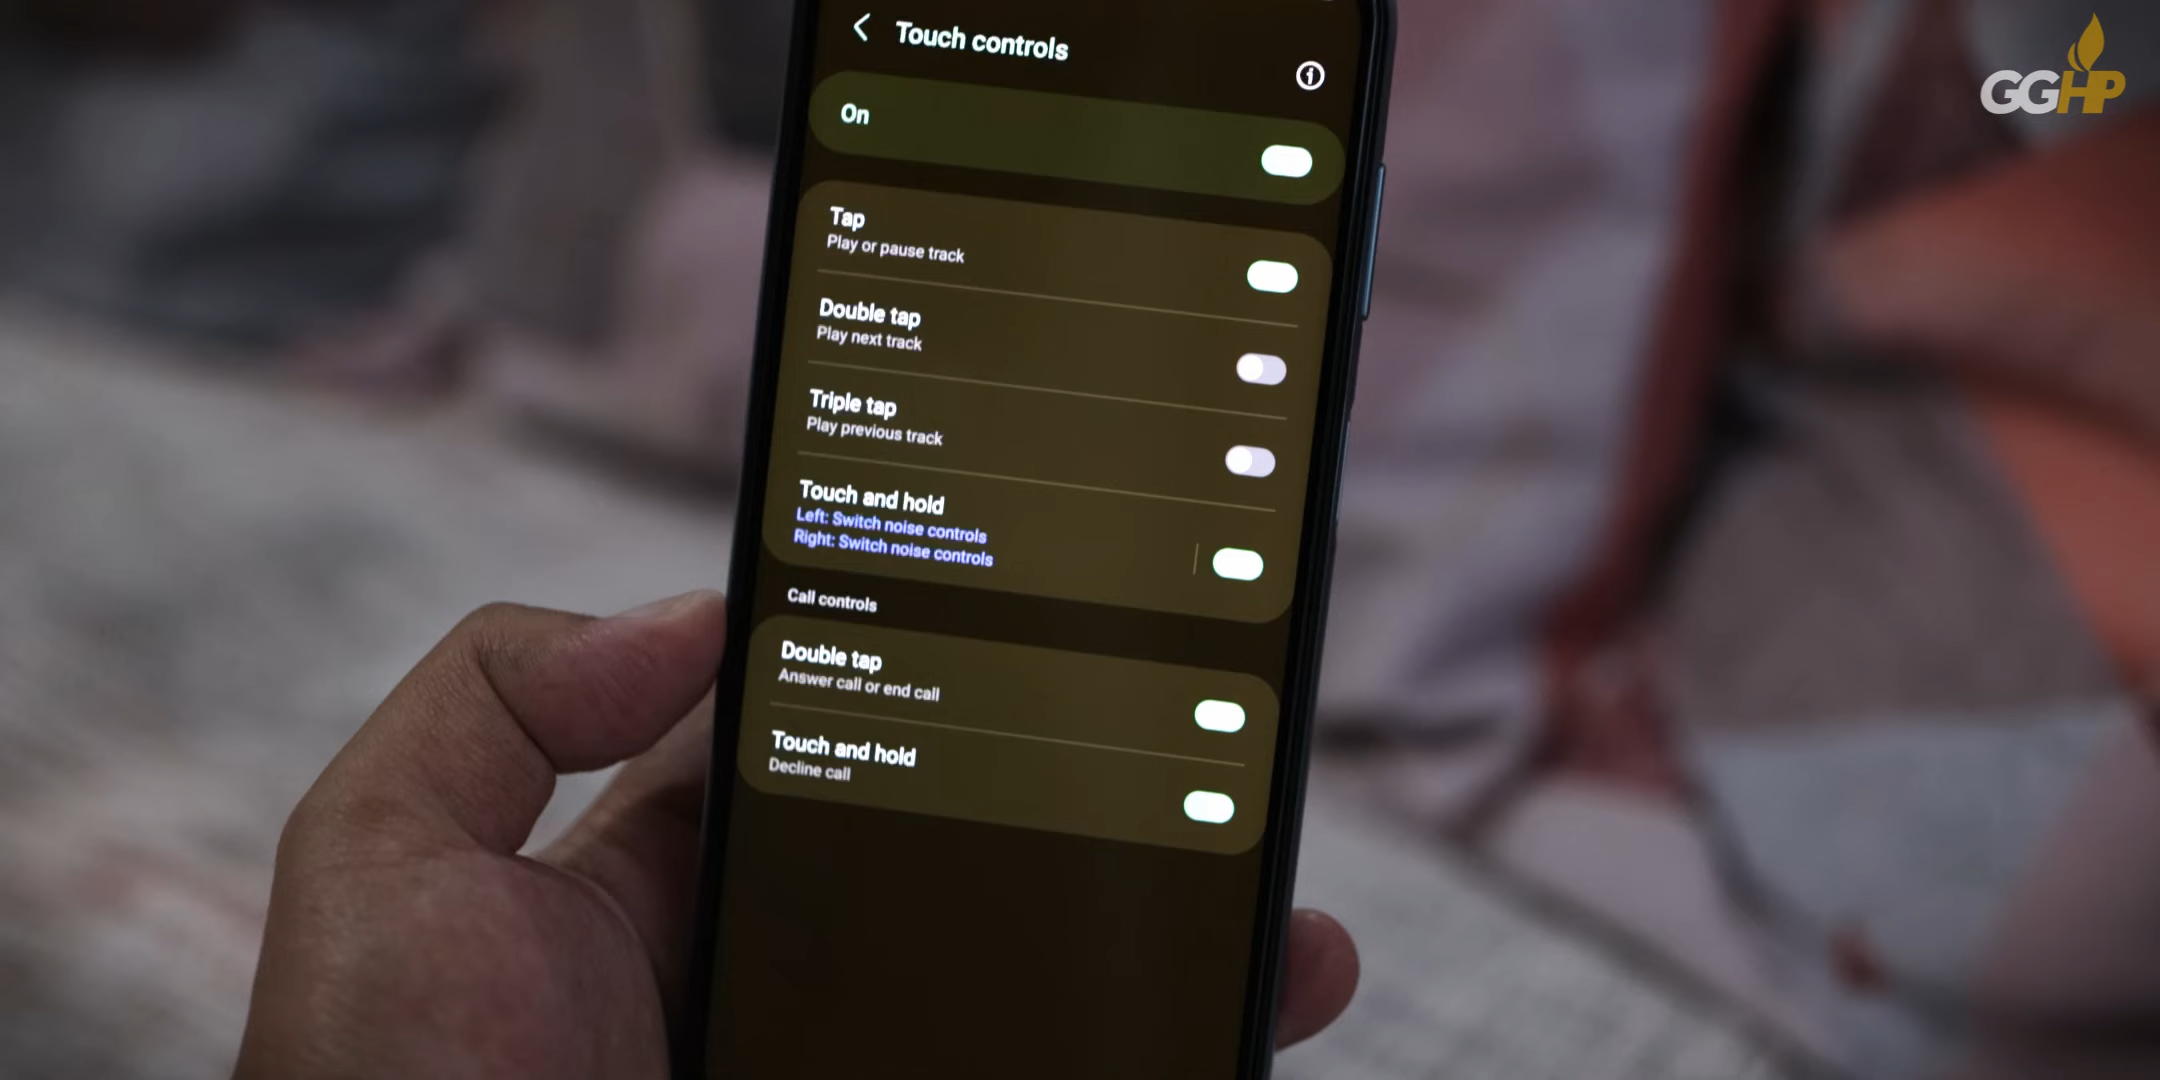 Touch controls
GGHP
On
Tap
Play or pause track
Double tap
Play next track
Triple tap
Play previous track
Touch and hold
Left: Switch noise controls
Right: Switch noise controls
Call controls
Double tap
Answer call or end call
Touch and hold
Decline call